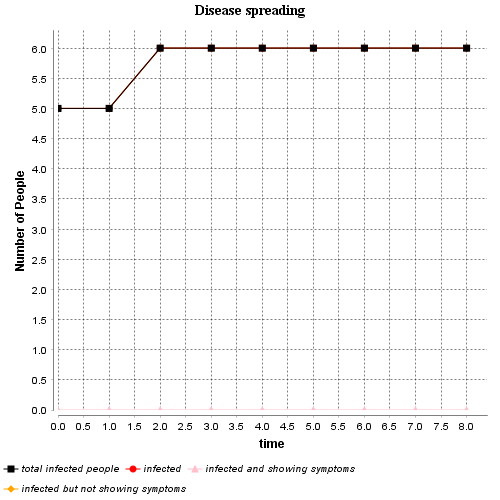 Disease spreading
Number of People
6.0
5.5
5.0
4.5
4.0
3.5
3.0
2.5
2.0
1.5
1.0
0.5
0.0
0.0 0.5 1.0 1.5 2.0 2.5 3.0 3.5 4.0 4.5 5.0 5.5 6.0 6.5 7.0 7.5 8.0
time
total infected people infected infected and showing symptoms
infected but not showing symptoms